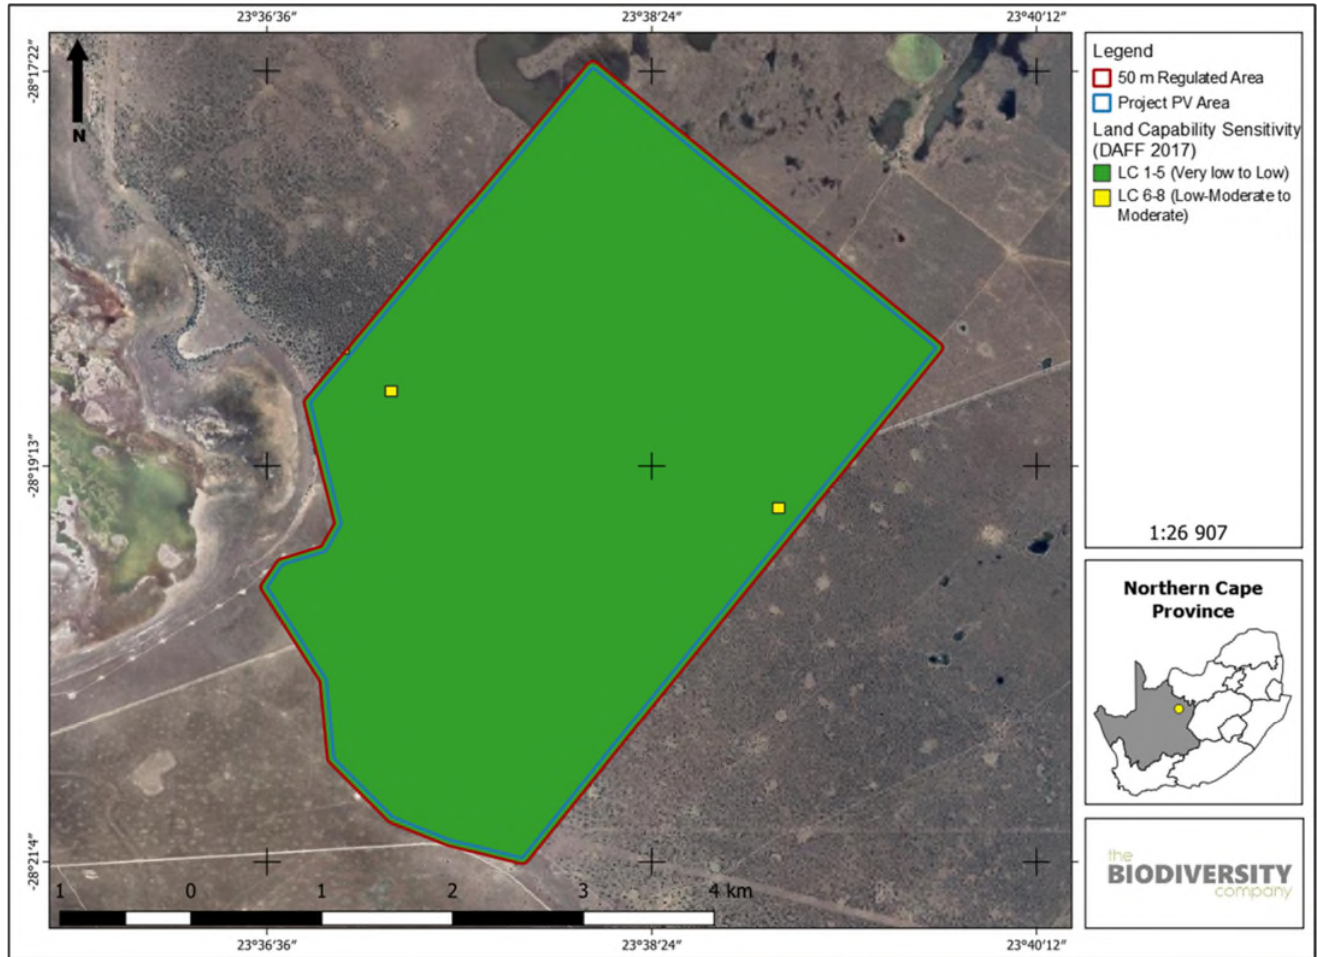 23°36′36″ 23°38′24″ 23°40′12″
-28°17′22″
N
-28°19′13″
-28°21′4″
1 0 1 2 3 4 km
23°36′36″ 23°38′24″ 23°40′12″
Legend
50 m Regulated Area
Project PV Area
Land Capability Sensitivity
(DAFF 2017)
LC 1-5 (Very low to Low)
LC 6-8 (Low-Moderate to
Moderate)
1:26 907
Northern Cape
Province
the
BIODIVERSITY
company